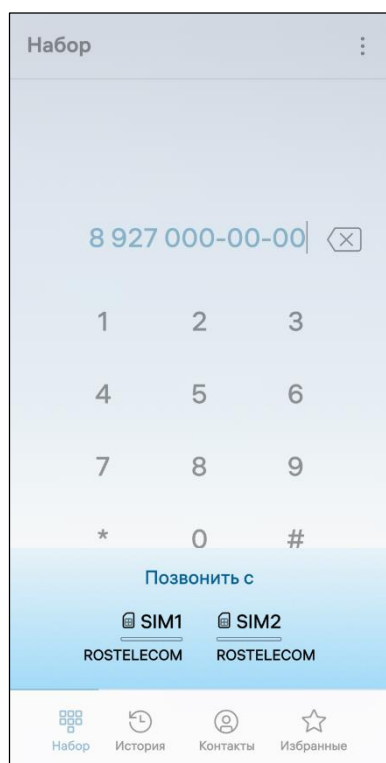 Набор
8 927 000-00-00
1 2 3
4 5 6
7 8 9
* 0 #
Позвонить с
SIM1 SIM2
ROSTELECOM ROSTELECOM
Набор История Контакты Избранные